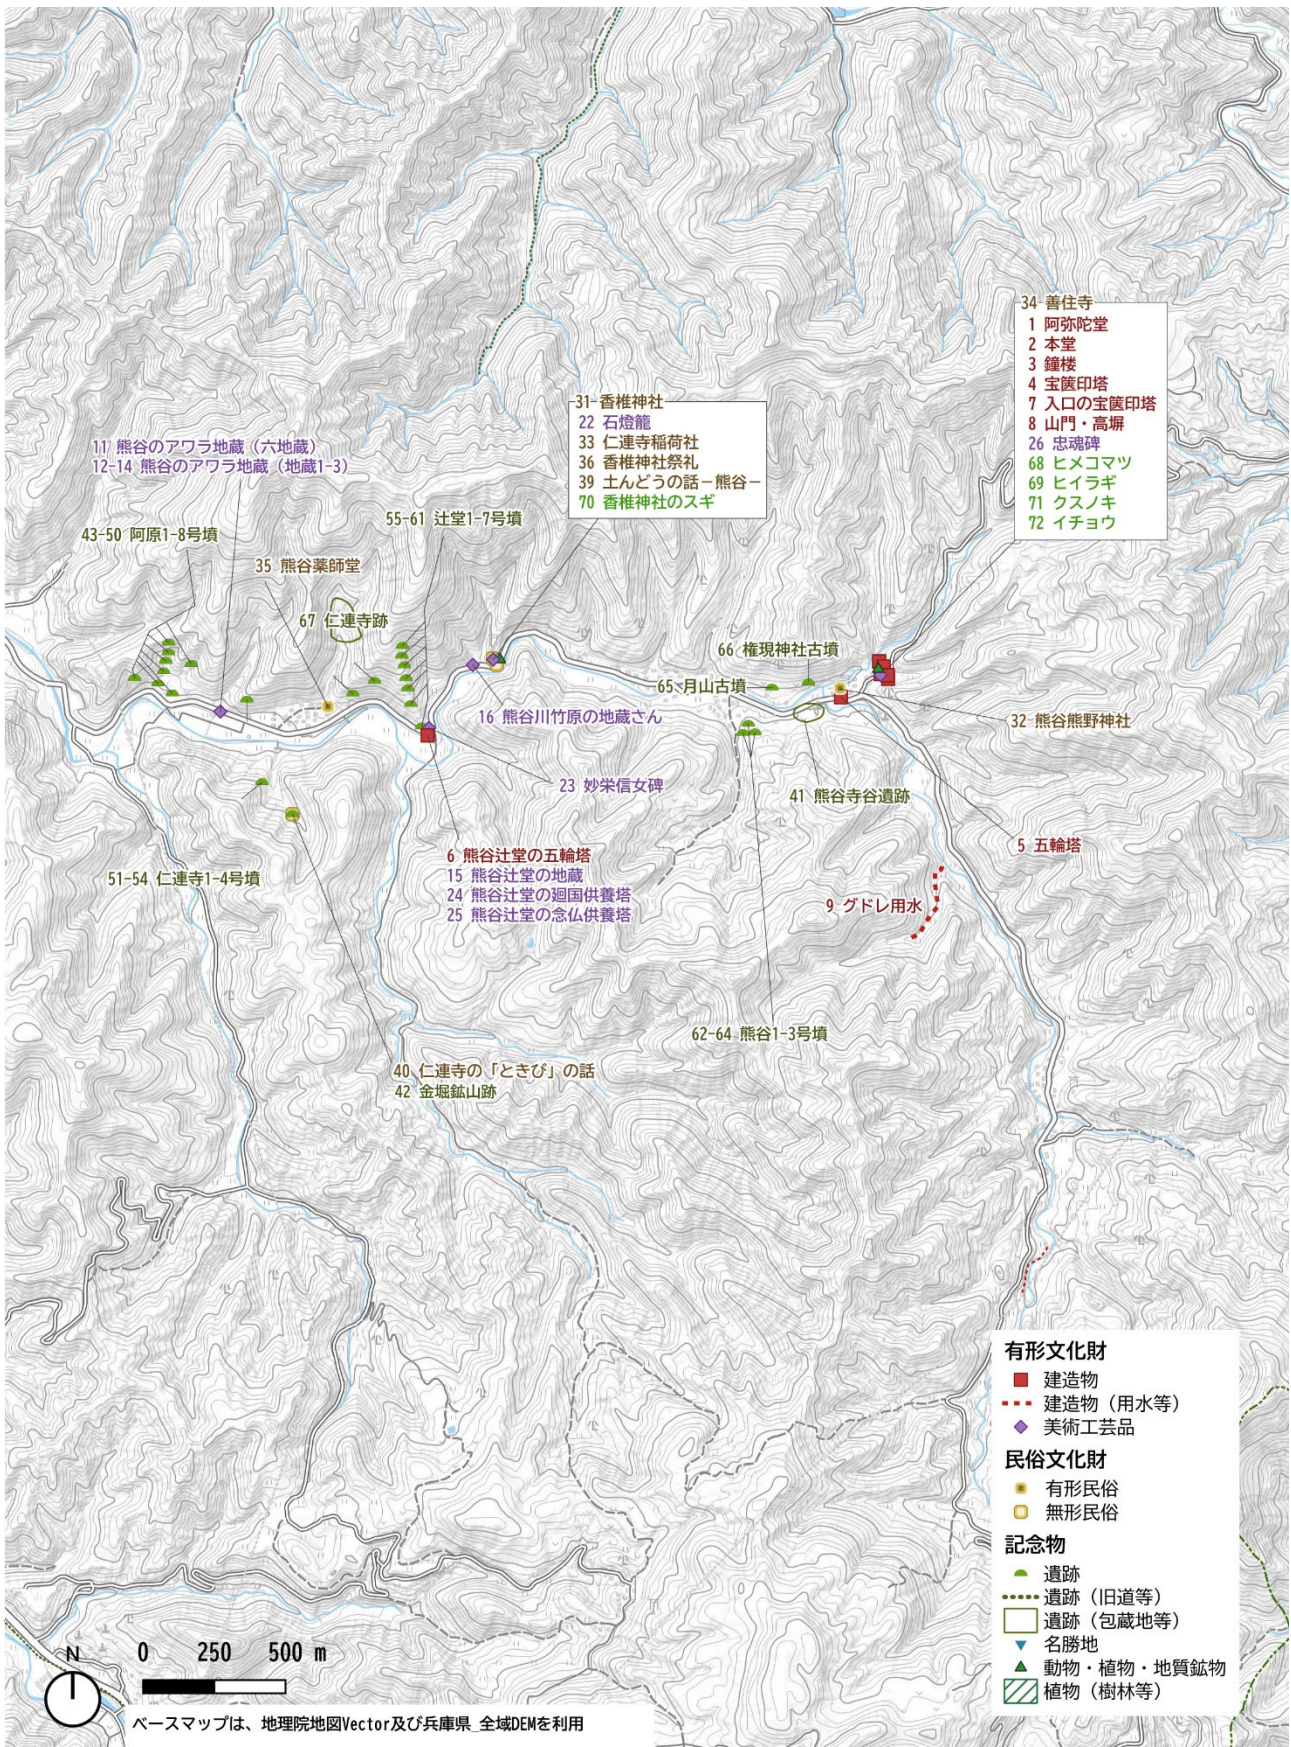 34 善住寺
1 阿弥陀堂
2 本堂
3 鐘楼
4 宝篋印塔
7 入口の宝篋印塔
8 山門・高塀
26 忠魂碑
68 ヒメコマツ
69 ヒイラギ
71 クスノキ
72 イチョウ
31 香椎神社
22 石燈籠
33 仁連寺稲荷社
36 香椎神社祭礼
39 土んどうの話－熊谷－
70 香椎神社のスギ
11 熊谷のアワラ地蔵（六地蔵）
12-14 熊谷のアワラ地蔵（地蔵1-3）
55-61 辻堂1-7号墳
43-50 阿原1-8号墳
35 熊谷薬師堂
67 仁連寺跡
66 権現神社古墳
65 月山古墳
16 熊谷川竹原の地蔵さん
32 熊谷熊野神社
23 妙栄信女碑
41 熊谷寺谷遺跡
5 五輪塔
6 熊谷辻堂の五輪塔
15 熊谷辻堂の地蔵
24 熊谷辻堂の廻国供養塔
25 熊谷辻堂の念仏供養塔
51-54 仁連寺1-4号墳
9 グドレ用水
62-64 熊谷1-3号墳
40 仁連寺の「ときび」の話
42 金堀鉱山跡
有形文化財
建造物
建造物（用水等）
美術工芸品
民俗文化財
有形民俗
無形民俗
記念物
遺跡
遺跡（旧道等）
遺跡（包蔵地等）
名勝地
動物・植物・地質鉱物
植物（樹林等）
N
0 250 500 m
ベースマップは、地理院地図Vector及び兵庫県_全域DEMを利用